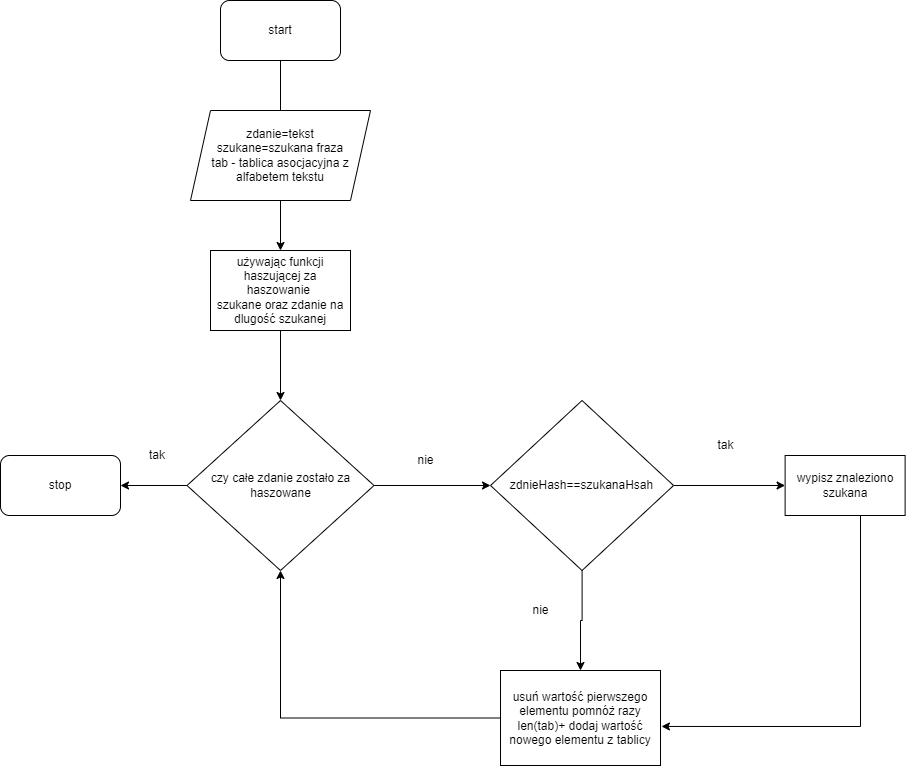 start
zdanie=tekst
szukane=szukana fraza
tab - tablica asocjacyjna z
alfabetem tekstu
używając funkcji
haszującej za
haszowanie
szukane oraz zdanie na
dlugość szukanej
czy całe zdanie zostało za
haszowane
tak
stop
nie
zdnieHash==szukanaHsah
tak
wypisz znaleziono
szukana
nie
usuń wartość pierwszego
elementu pomnóż razy
len(tab)+ dodaj wartość
nowego elementu z tablicy